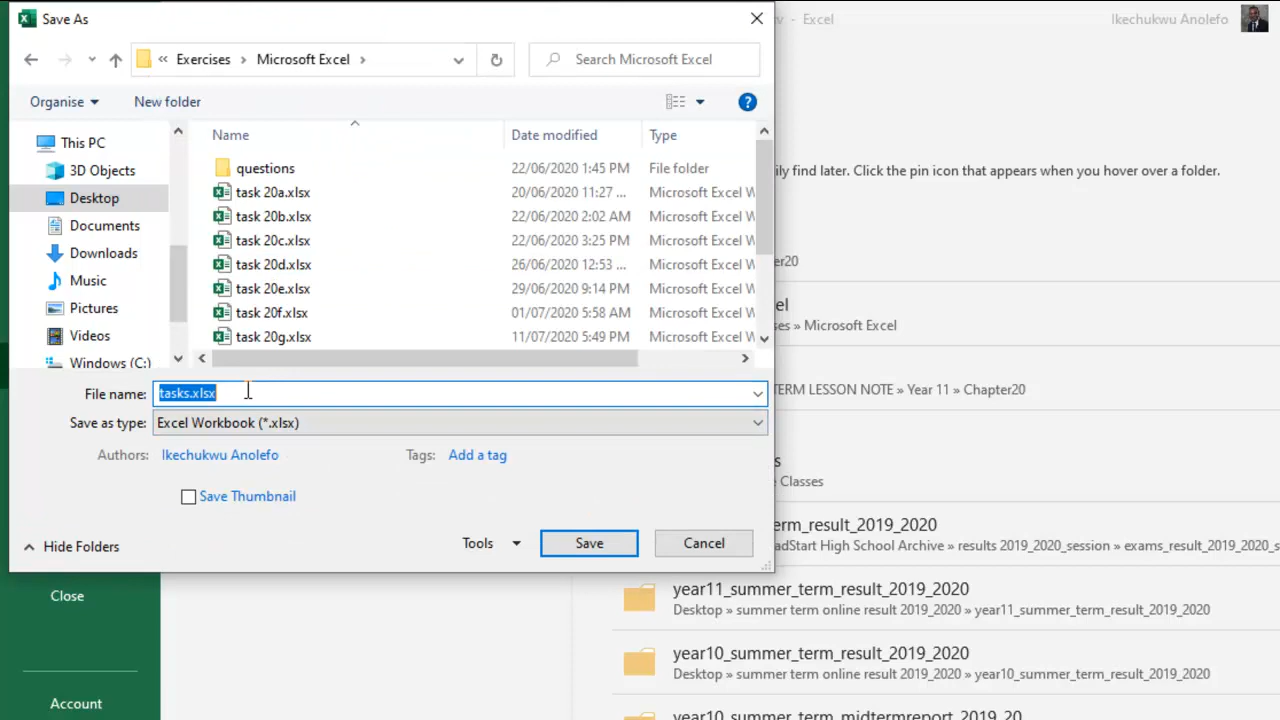 Save As
v - Excel
Ikechukwu Anolefo
« Exercises > Microsoft Excel >
Search Microsoft Excel
Organise
New folder
?
Name
Date modified
Type
This PC
3D Objects
Desktop
Documents
Downloads
Music
Pictures
Videos
Windows (C:)
questions 22/06/2020 1:45 PM File folder
task 20a.xlsx 20/06/2020 11:27 ... Microsoft Excel W
task 20b.xlsx 22/06/2020 2:02 AM Microsoft Excel W
task 20c.xlsx 22/06/2020 3:25 PM Microsoft Excel W
task 20d.xlsx 26/06/2020 12:53 ... Microsoft Excel W
task 20e.xlsx 29/06/2020 9:14 PM Microsoft Excel W
task 20f.xlsx 01/07/2020 5:58 AM Microsoft Excel W
task 20g.xlsx 11/07/2020 5:49 PM Microsoft Excel W
File name: tasks.xlsx
Save as type: Excel Workbook (*.xlsx)
Authors: Ikechukwu Anolefo
Tags: Add a tag
Save Thumbnail
Hide Folders
Tools
Save
Cancel
ily find later. Click the pin icon that appears when you hover over a folder.
er20
el
ses » Microsoft Excel
TERM LESSON NOTE » Year 11 » Chapter20
s
e Classes
erm_result_2019_2020
adStart High School Archive » results 2019_2020_session » exams_result_2019_2020_s
year11_summer_term_result_2019_2020
Desktop » summer term online result 2019_2020 » year11_summer_term_result_2019_2020
year10_summer_term_result_2019_2020
Desktop » summer term online result 2019_2020 » year10_summer_term_result_2019_2020
year10_summer_term_midtermreport_2019_20
Close
Account